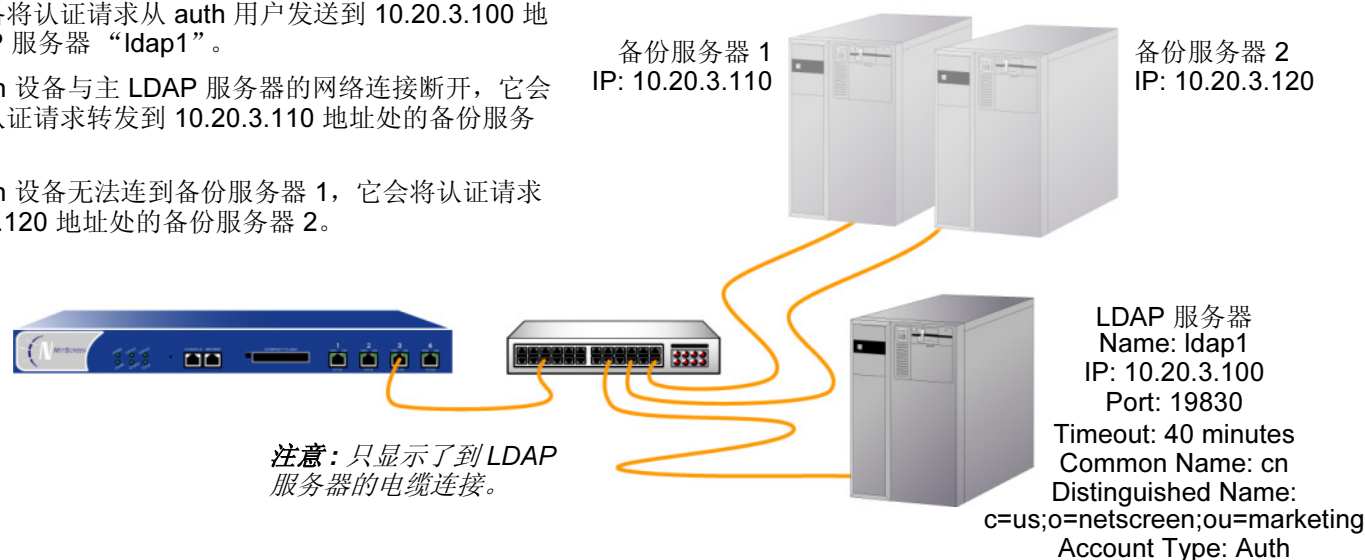 将认证请求从 auth 用户发送到 10.20.3.100 地
P 服务器 “ldap1”。
n 设备与主 LDAP 服务器的网络连接断开，它会
认证请求转发到 10.20.3.110 地址处的备份服务
n 设备无法连到备份服务器 1，它会将认证请求
.120 地址处的备份服务器 2。
备份服务器 1
IP: 10.20.3.110
备份服务器 2
IP: 10.20.3.120
NETSCREEN
1 2 3 4
注意 : 只显示了到 LDAP
服务器的电缆连接。
LDAP 服务器
Name: ldap1
IP: 10.20.3.100
Port: 19830
Timeout: 40 minutes
Common Name: cn
Distinguished Name:
c=us;o=netscreen;ou=marketing
Account Type: Auth